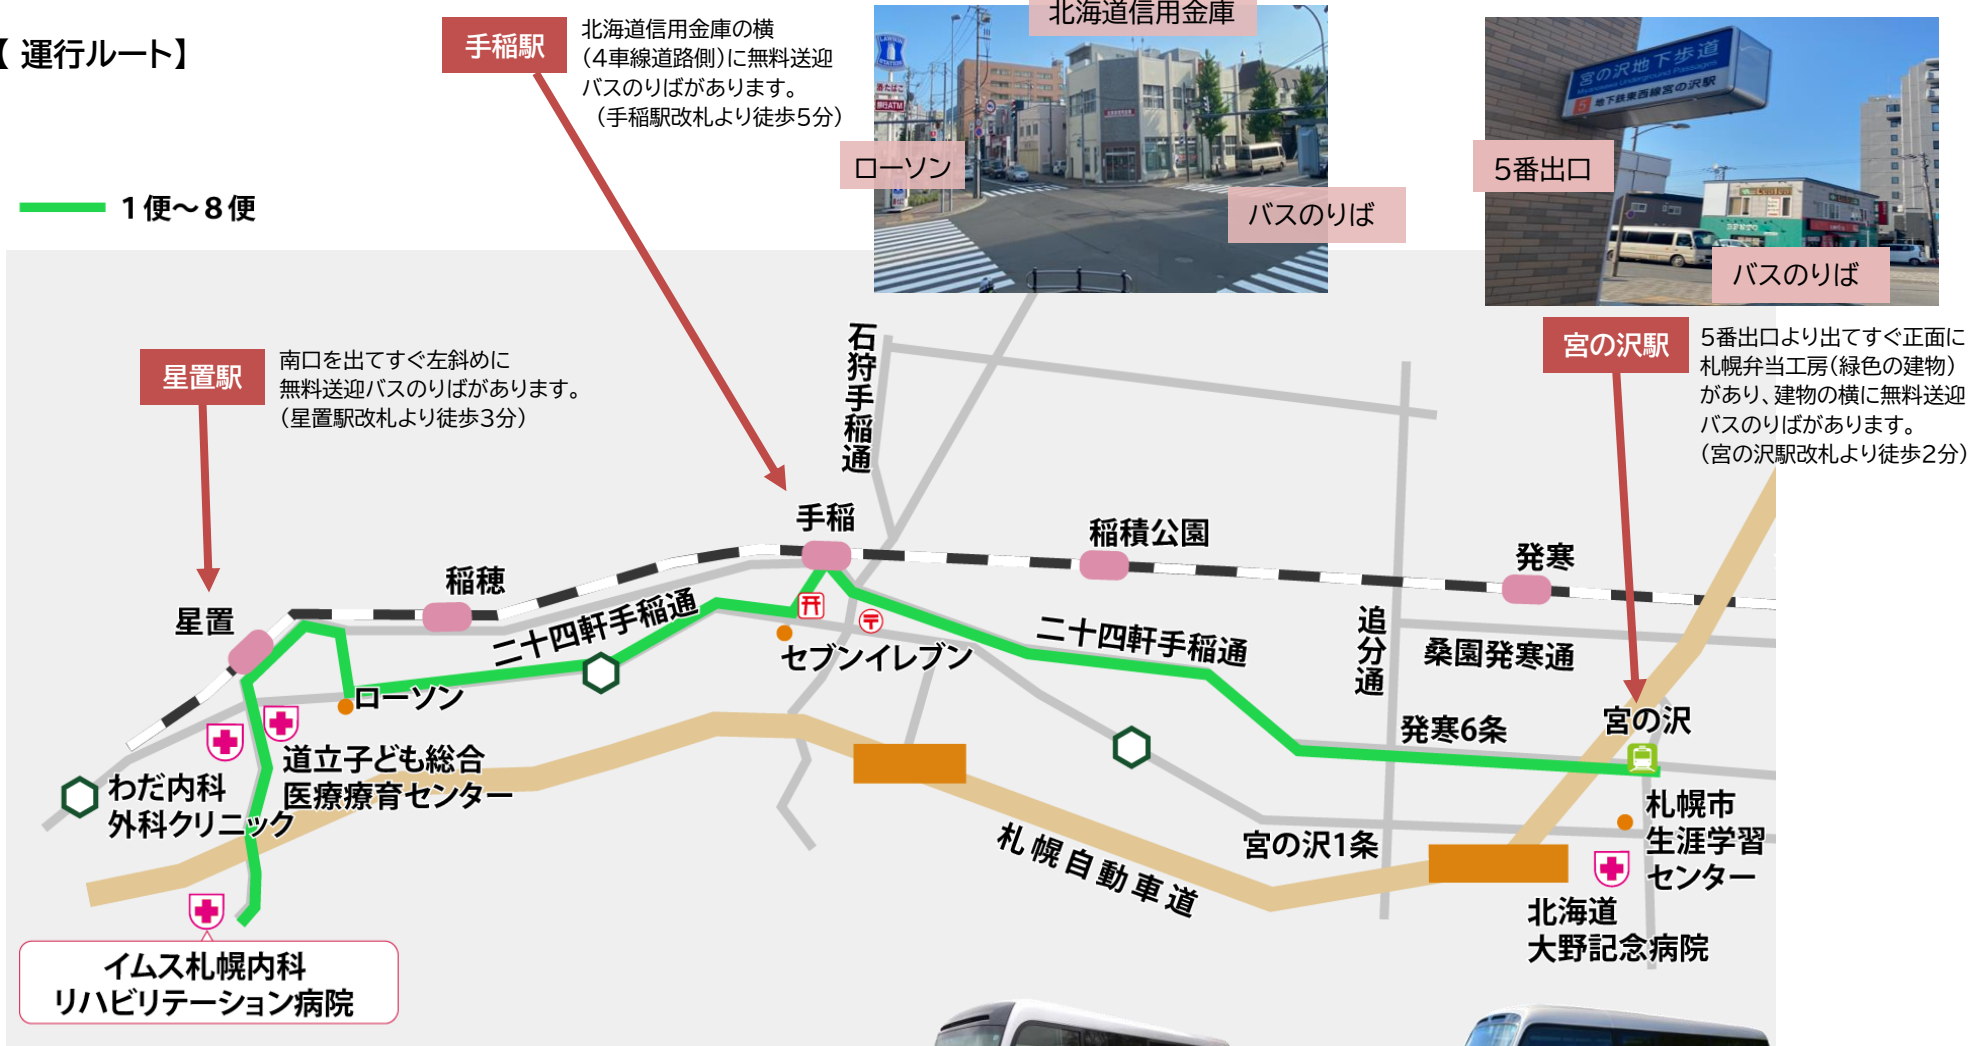 【 運行ルート】
1便～8便
手稲駅
北海道信用金庫の横
（4車線道路側）に無料送迎
バスのりばがあります。
（手稲駅改札より徒歩5分）
北海道信用金庫
ローソン
バスのりば
宮の沢地下歩道
5 地下鉄東西線宮の沢駅
5番出口
バスのりば
宮の沢駅
5番出口より出てすぐ正面に
札幌弁当工房（緑色の建物）
があり、建物の横に無料送迎
バスのりばがあります。
（宮の沢駅改札より徒歩2分）
星置駅
南口を出てすぐ左斜めに
無料送迎バスのりばがあります。
（星置駅改札より徒歩3分）
石狩手稲通
手稲
稲積公園
発寒
稲穂
星置
二十四軒手稲通
セブンイレブン
二十四軒手稲通
追分通
桑園発寒通
ローソン
発寒6条
宮の沢
道立子ども総合
医療療育センター
わだ内科
外科クリニック
札幌自動車道
宮の沢1条
札幌市
生涯学習
センター
北海道
大野記念病院
イムス札幌内科
リハビリテーション病院